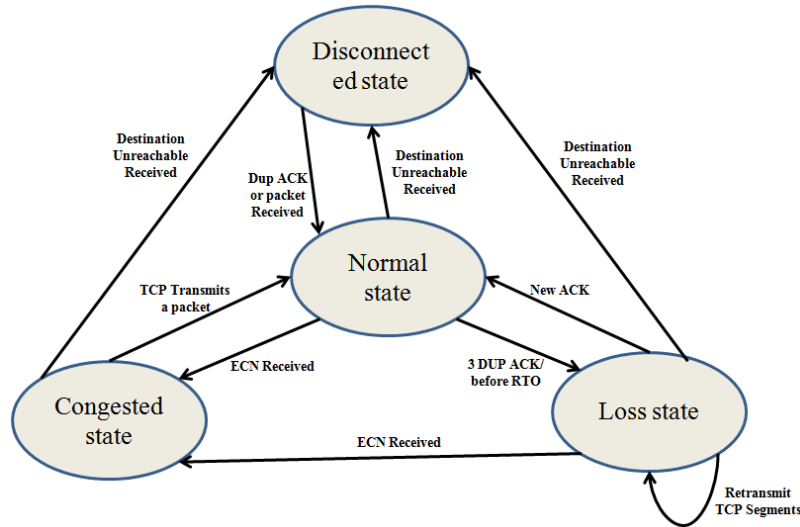 Disconnect
ed state
Destination
Unreachable
Received
Destination
Unreachable
Received
Destination
Unreachable
Received
Dup ACK
or packet
Received
Normal
state
TCP Transmits
a packet
New ACK
ECN Received
3 DUP ACK/
before RTO
Congested
state
Loss state
ECN Received
Retransmit
TCP Segments